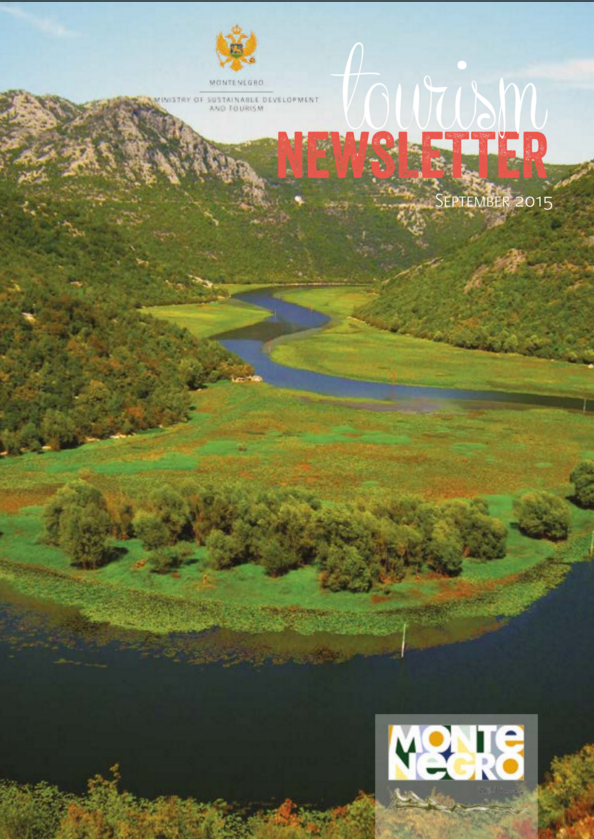 MONTENEGRO
MINISTRY OF SUSTAINABLE DEVELOPMENT
AND TOURISM
tourism
NEWSLETTER
SEPTEMBER 2015
MONTE
NEGRO